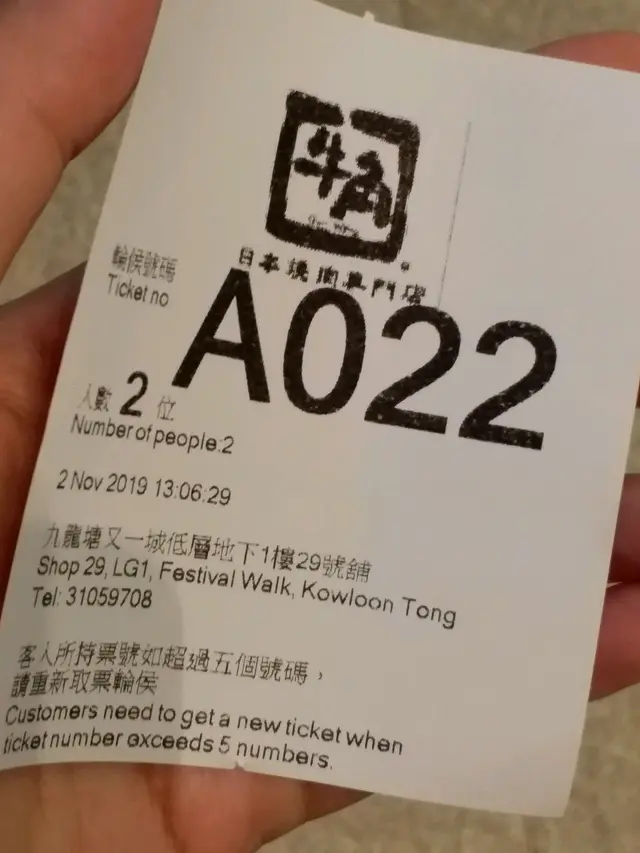 牛角
日本燒肉專門店
輪候號碼
Ticket no
A022
人數 2 位
Number of people:2
2 Nov 2019 13:06:29
九龍塘又一城低層地下1樓29號舖
Shop 29, LG1, Festival Walk, Kowloon Tong
Tel: 31059708
客人所持票號如超過五個號碼，
請重新取票輪侯
Customers need to get a new ticket when
ticket number exceeds 5 numbers.